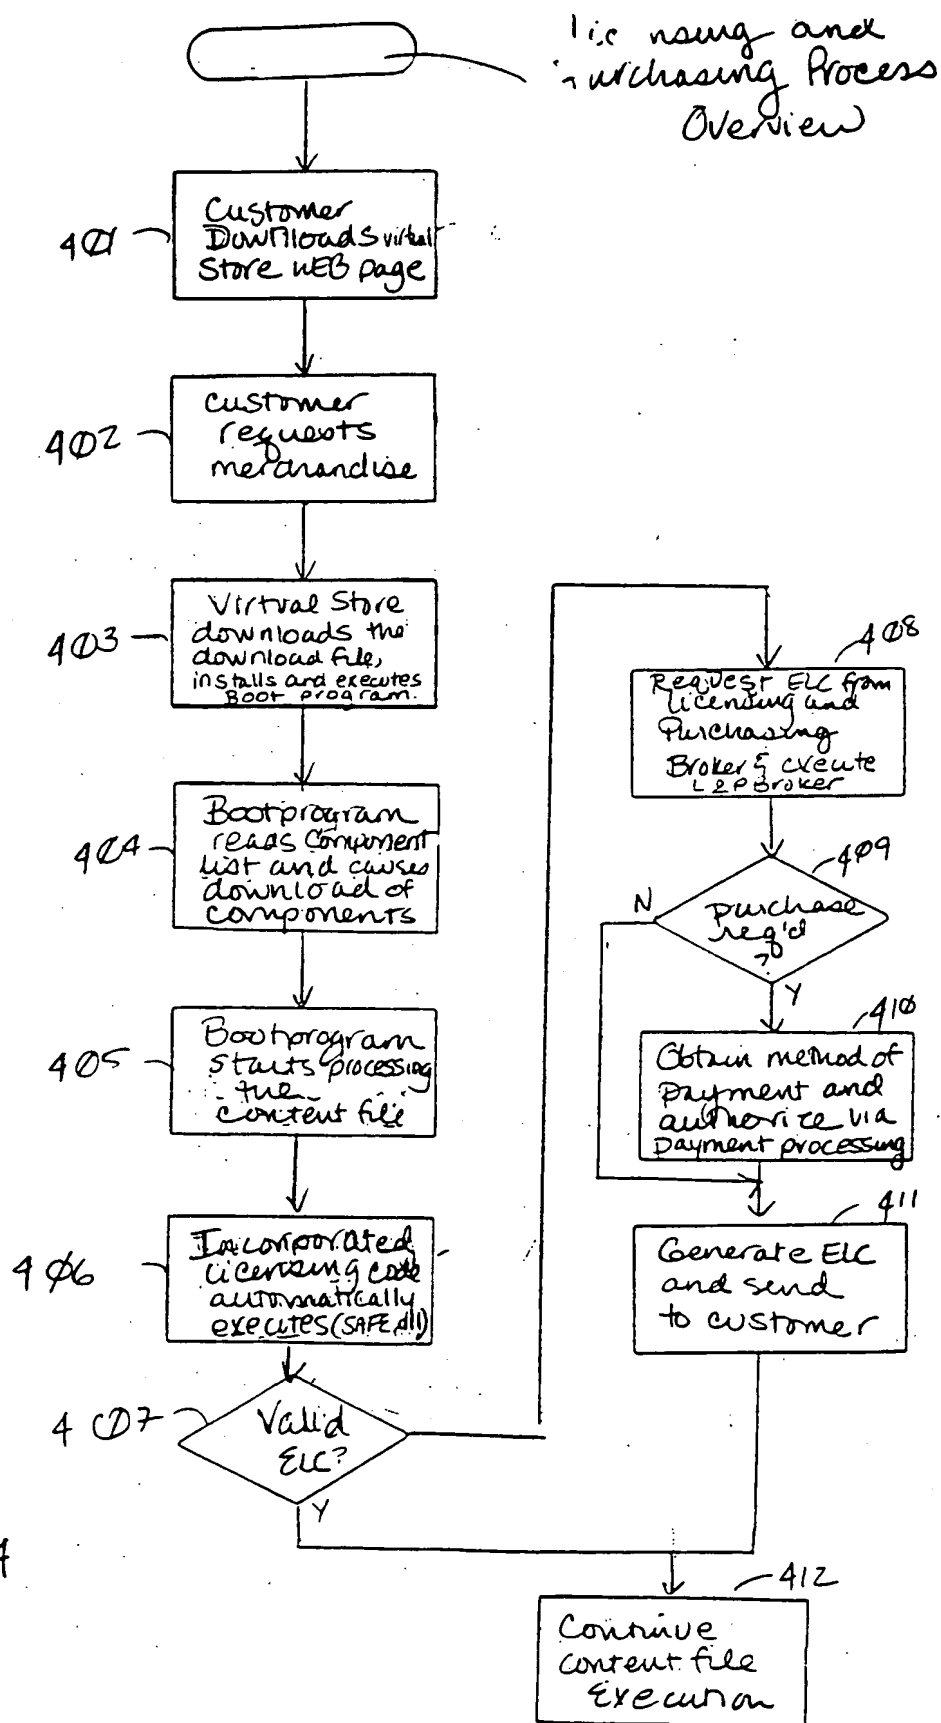 Licensing and
Purchasing Process
Overview
401
Customer
Downloads virtual
Store WEB page
402
Customer
requests
merchandise
403
Virtual Store
downloads the
download file,
installs and executes
Boot program.
404
Bootprogram
reads Component
list and causes
download of
components
405
Bootprogram
starts processing
the
content file
406
Incorporated
licensing code
automatically
executes (SAFE.dll)
407
Valid
ELC?
Y
408
Request ELC from
licensing and
Purchasing
Broker & execute
L&P Broker
409
purchase
req'd
?
N
Y
410
Obtain method of
payment and
authorize via
payment processing
411
Generate ELC
and send
to customer
412
Continue
content file
Execution